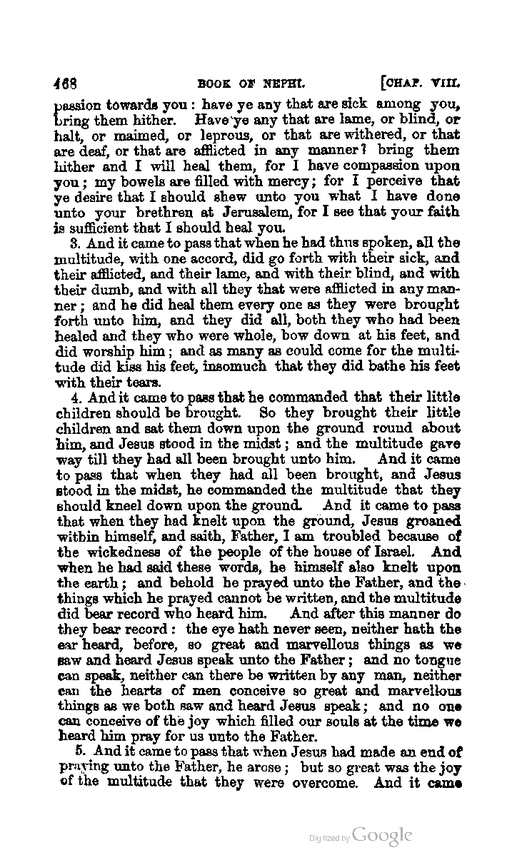 468 BOOK OF NEPHI. [CHAP. VIII.
passion towards you : have ye any that are sick among you,
bring them hither. Have ye any that are lame, or blind, or
halt, or maimed, or leprous, or that are withered, or that
are deaf, or that are afflicted in any manner? bring them
hither and I will heal them, for I have compassion upon
you ; my bowels are filled with mercy ; for I perceive that
ye desire that I should shew unto you what I have done
unto your brethren at Jerusalem, for I see that your faith
is sufficient that I should heal you.
3. And it came to pass that when he had thus spoken, all the
multitude, with one accord, did go forth with their sick, and
their afflicted, and their lame, and with their blind, and with
their dumb, and with all they that were afflicted in any man-
ner ; and he did heal them every one as they were brought
forth unto him, and they did all, both they who had been
healed and they who were whole, bow down at his feet, and
did worship him ; and as many as could come for the multi-
tude did kiss his feet, insomuch that they did bathe his feet
with their tears.
4. And it came to pass that he commanded that their little
children should be brought. So they brought their little
children and sat them down upon the ground round about
him, and Jesus stood in the midst ; and the multitude gave
way till they had all been brought unto him. And it came
to pass that when they had all been brought, and Jesus
stood in the midst, he commanded the multitude that they
should kneel down upon the ground. And it came to pass
that when they had knelt upon the ground, Jesus groaned
within himself, and saith, Father, I am troubled because of
the wickedness of the people of the house of Israel. And
when he had said these words, he himself also knelt upon
the earth ; and behold he prayed unto the Father, and the
things which he prayed cannot be written, and the multitude
did bear record who heard him. And after this manner do
they bear record : the eye hath never seen, neither hath the
ear heard, before, so great and marvellous things as we
saw and heard Jesus speak unto the Father ; and no tongue
can speak, neither can there be written by any man, neither
can the hearts of men conceive so great and marvellous
things as we both saw and heard Jesus speak ; and no one
can conceive of the joy which filled our souls at the time we
heard him pray for us unto the Father.
5. And it came to pass that when Jesus had made an end of
praying unto the Father, he arose ; but so great was the joy
of the multitude that they were overcome. And it came
Digitized by Google